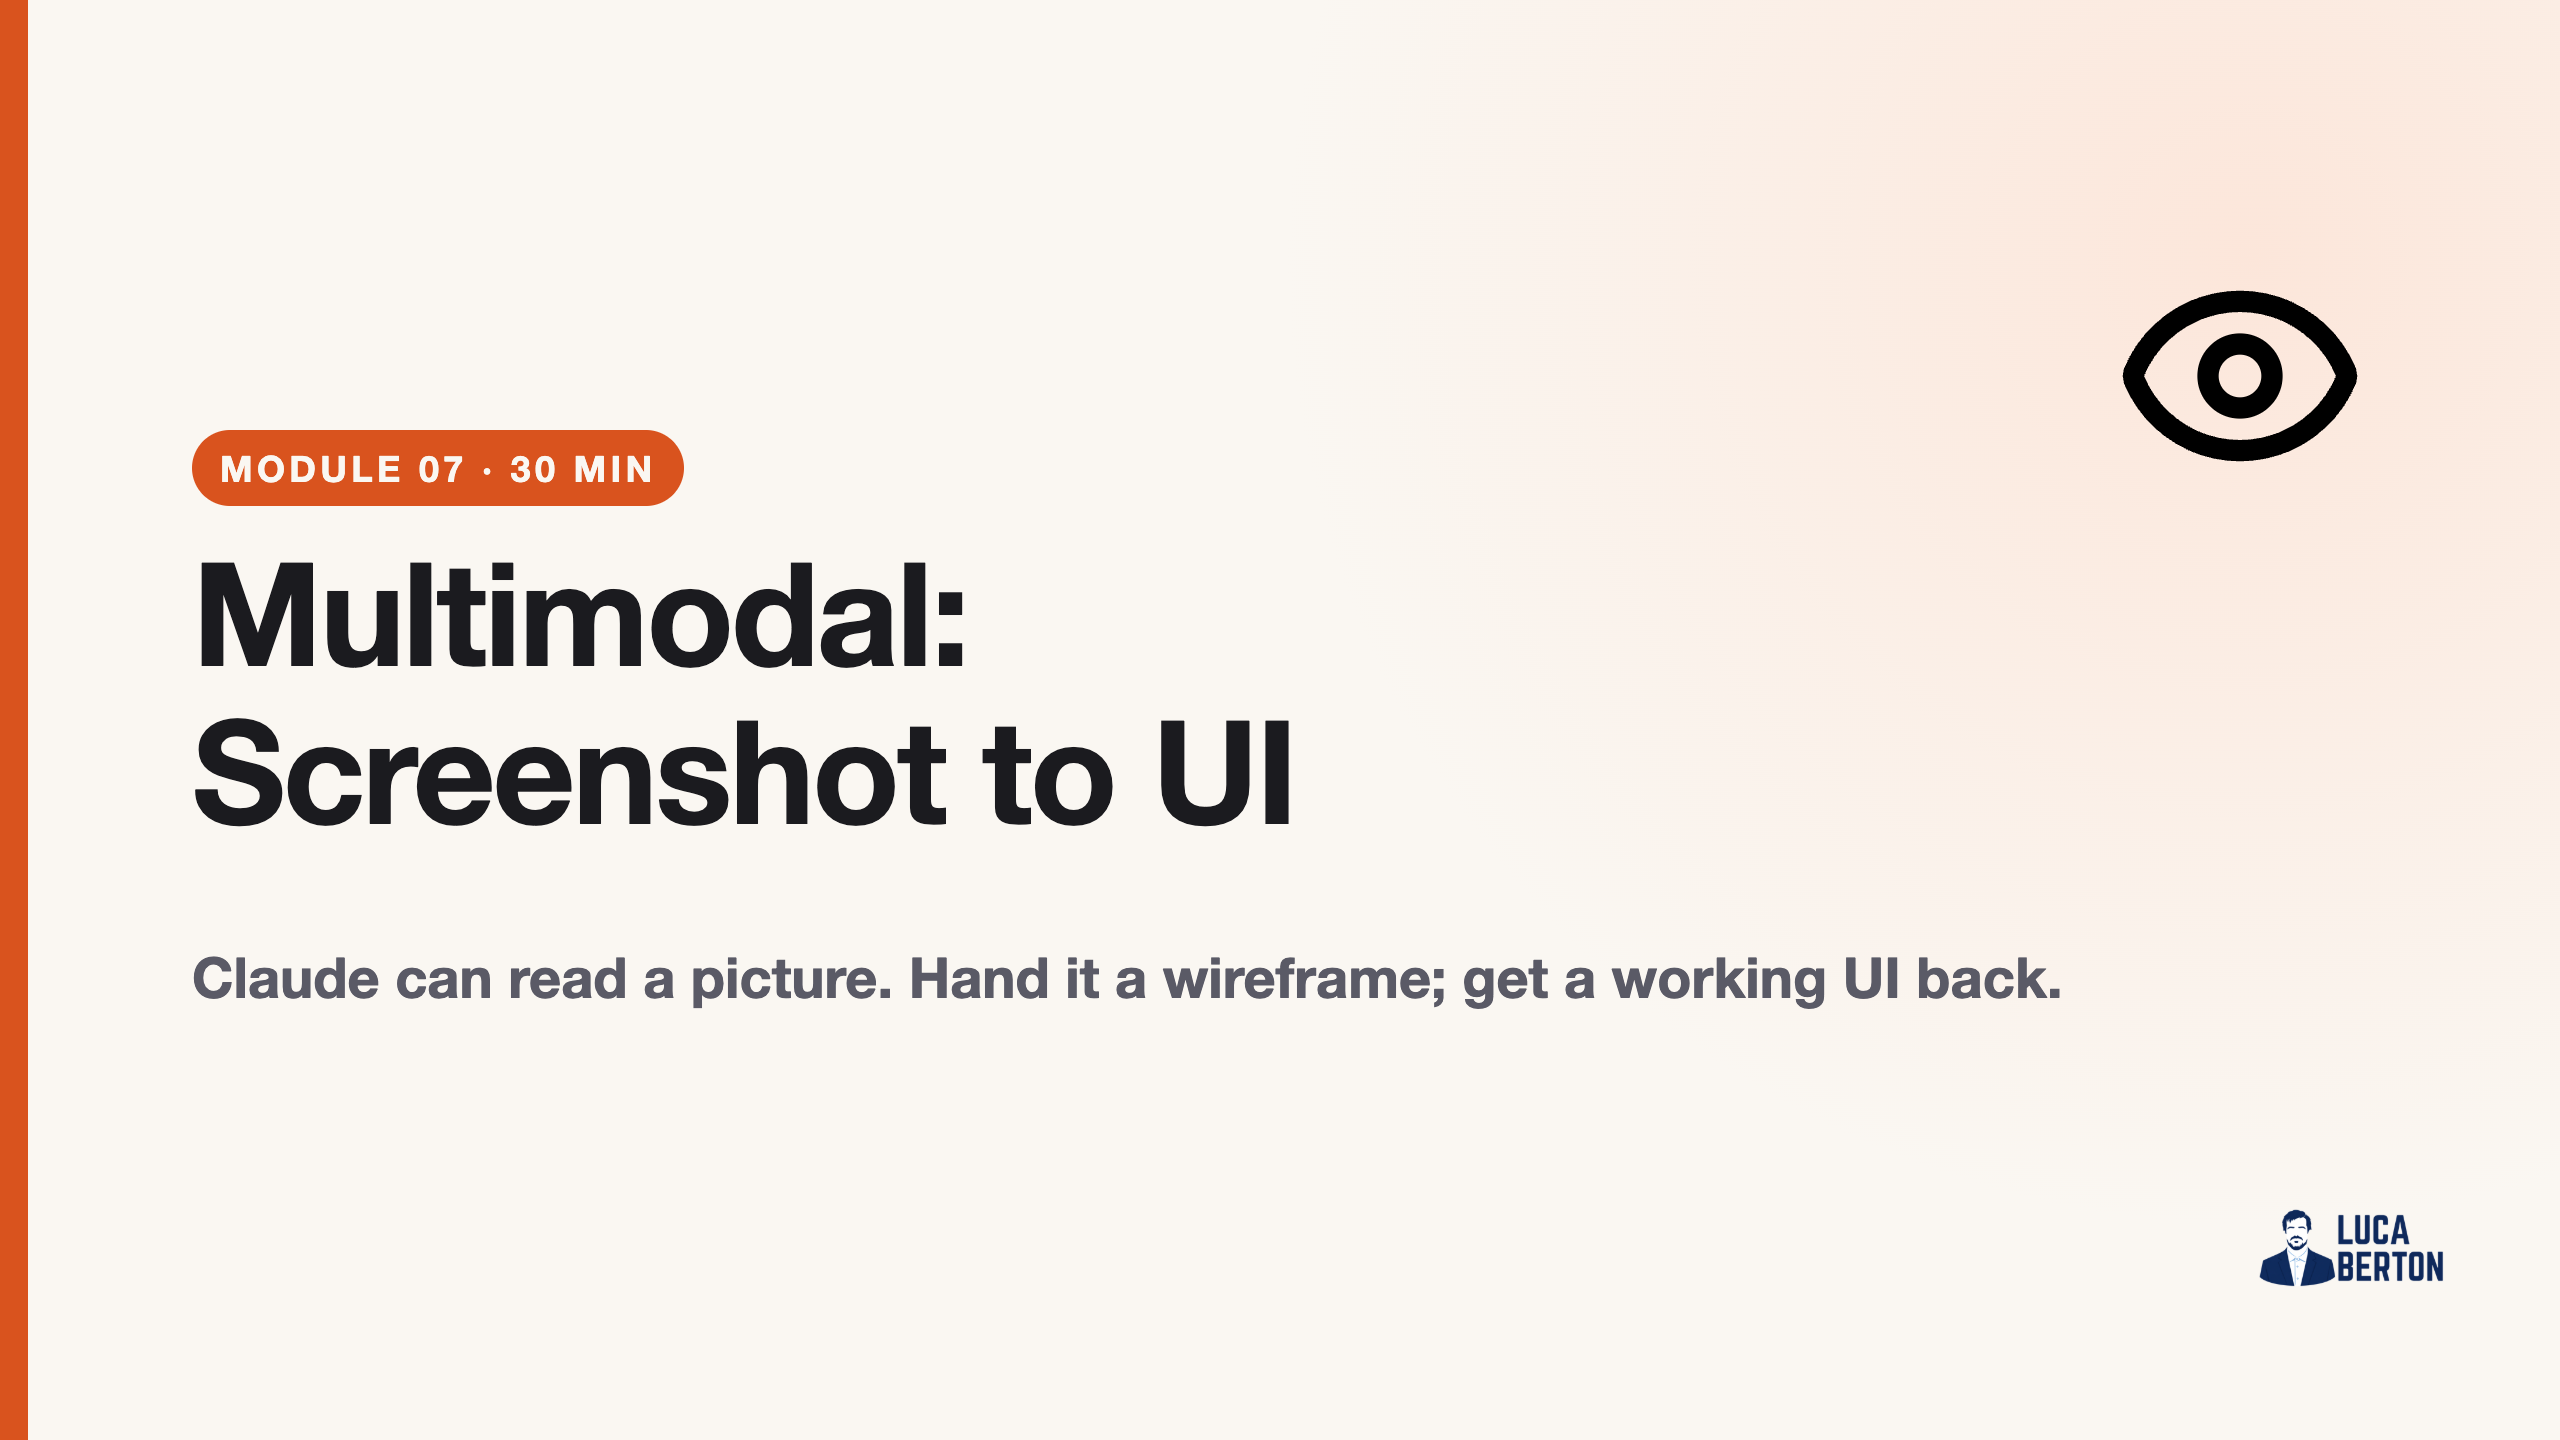 MODULE 07 · 30 MIN
Multimodal:
Screenshot to UI
Claude can read a picture. Hand it a wireframe; get a working UI back.
LUCA
BERTON